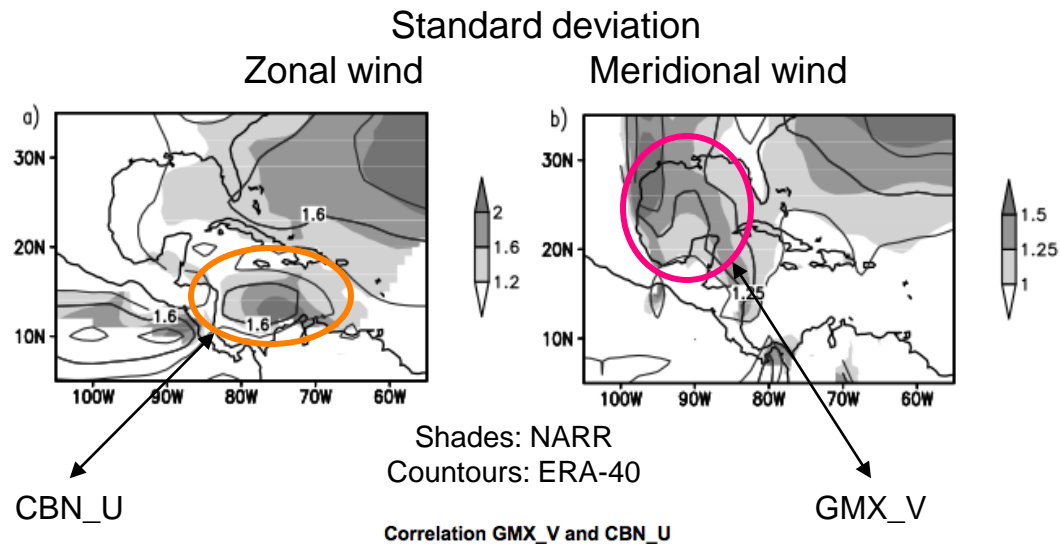 Standard deviation
Zonal wind Meridional wind
a)
30N
20N
10N
1.6
1.6
1.6
100W 90W 80W 70W 60W
2
1.6
1.2
b)
30N
20N
10N
1.25
100W 90W 80W 70W 60W
1.5
1.25
1
Shades: NARR
Countours: ERA-40
CBN_U GMX_V
Correlation GMX_V and CBN_U